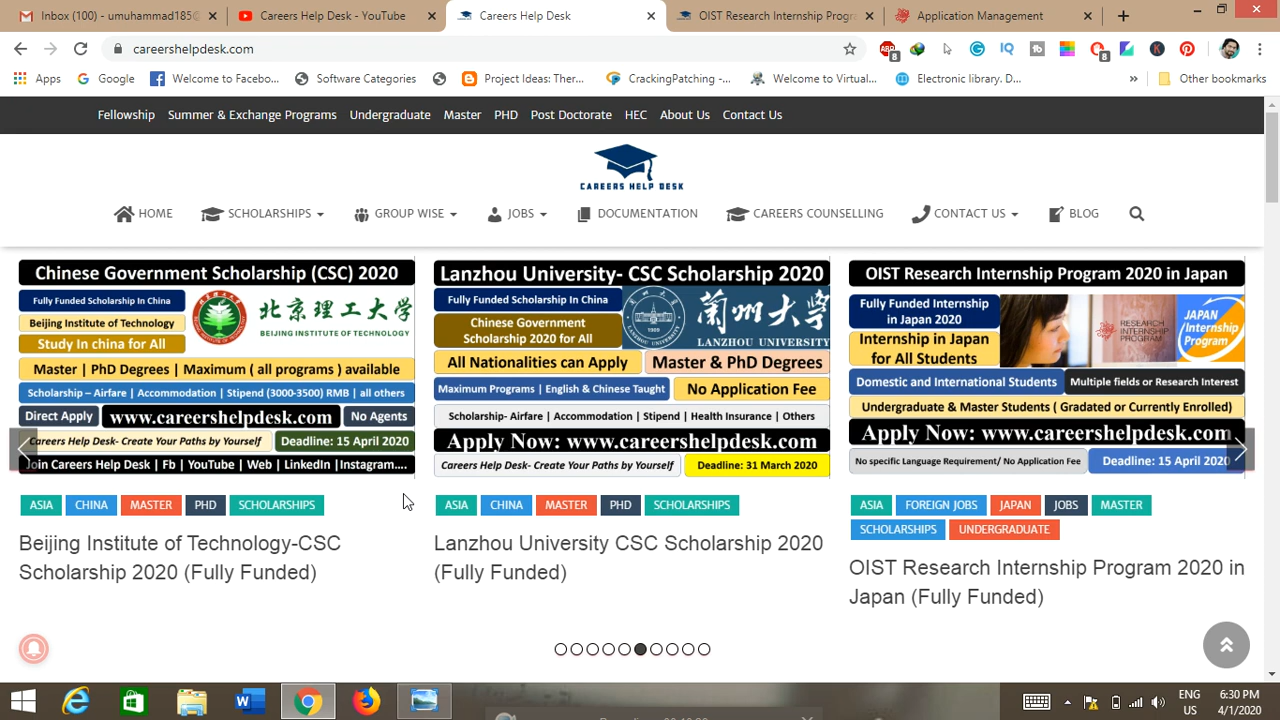 Inbox (100) - umuhammad185@
Careers Help Desk - YouTube
Careers Help Desk
OIST Research Internship Progr
Application Management
careershelpdesk.com
8
8
Apps
Google
Welcome to Facebo...
Software Categories
Project Ideas: Ther...
CrackingPatching -...
Welcome to Virtual...
Electronic library. D...
Other bookmarks
Fellowship Summer & Exchange Programs Undergraduate Master PHD Post Doctorate HEC About Us Contact Us
CAREERS HELP DESK
HOME SCHOLARSHIPS GROUP WISE JOBS DOCUMENTATION CAREERS COUNSELLING CONTACT US BLOG
Chinese Government Scholarship (CSC) 2020
Fully Funded Scholarship In China
Beijing Institute of Technology
Study In china for All
北京理工大学
BEIJING INSTITUTE OF TECHNOLOGY
Master | PhD Degrees | Maximum ( all programs ) available
Scholarship – Airfare | Accommodation | Stipend (3000-3500) RMB | all others
Direct Apply www.careershelpdesk.com No Agents
Careers Help Desk- Create Your Paths by Yourself Deadline: 15 April 2020
Join Careers Help Desk | Fb | YouTube | Web | LinkedIn |Instagram....
ASIA CHINA MASTER PHD SCHOLARSHIPS
Beijing Institute of Technology-CSC
Scholarship 2020 (Fully Funded)
Lanzhou University- CSC Scholarship 2020
Fully Funded Scholarship In China
Chinese Government
Scholarship 2020 for All
1909
蘭州大學
LANZHOU UNIVERSITY
All Nationalities can Apply Master & PhD Degrees
Maximum Programs | English & Chinese Taught No Application Fee
Scholarship- Airfare | Accommodation | Stipend | Health Insurance | Others
Apply Now: www.careershelpdesk.com
Careers Help Desk- Create Your Paths by Yourself Deadline: 31 March 2020
ASIA CHINA MASTER PHD SCHOLARSHIPS
Lanzhou University CSC Scholarship 2020
(Fully Funded)
OIST Research Internship Program 2020 in Japan
Fully Funded Internship
in Japan 2020
Internship in Japan
for All Students
RESEARCH
INTERNSHIP
PROGRAM
JAPAN
Internship
Program
Domestic and International Students Multiple fields or Research Interest
Undergraduate & Master Students ( Gradated or Currently Enrolled)
Apply Now: www.careershelpdesk.com
No specific Language Requirement/ No Application Fee Deadline: 15 April 2020
ASIA FOREIGN JOBS JAPAN JOBS MASTER
SCHOLARSHIPS UNDERGRADUATE
OIST Research Internship Program 2020 in
Japan (Fully Funded)
ENG
US
6:30 PM
4/1/2020